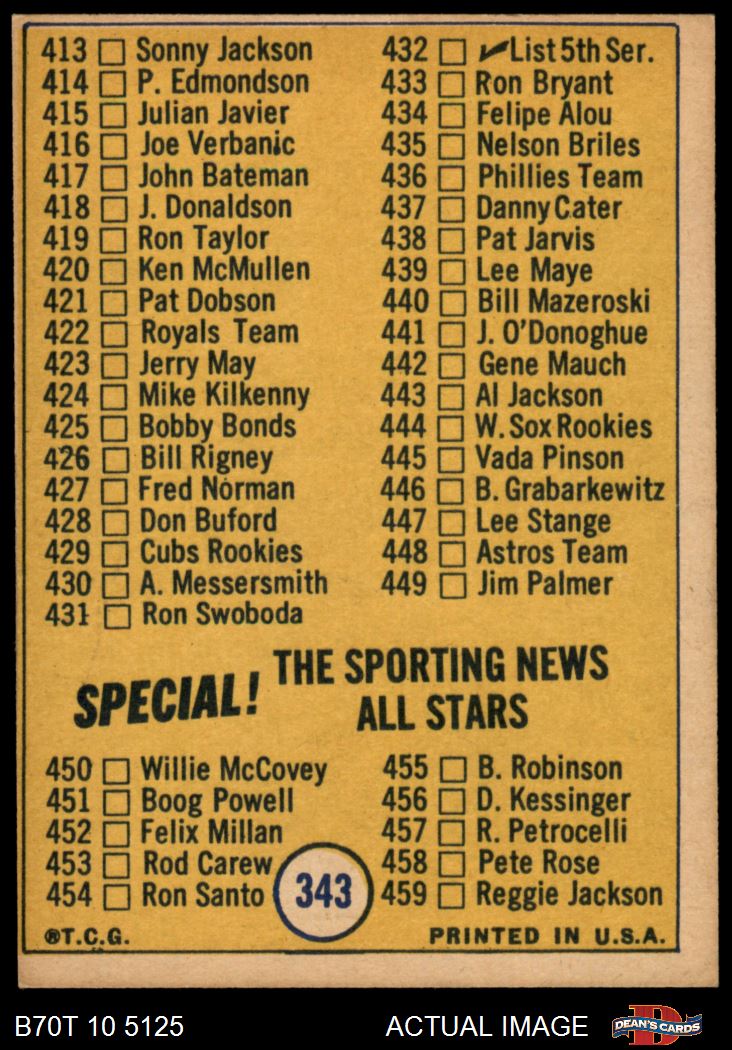 413 Sonny Jackson
414 P. Edmondson
415 Julian Javier
416 Joe Verbanic
417 John Bateman
418 J. Donaldson
419 Ron Taylor
420 Ken McMullen
421 Pat Dobson
422 Royals Team
423 Jerry May
424 Mike Kilkenny
425 Bobby Bonds
426 Bill Rigney
427 Fred Norman
428 Don Buford
429 Cubs Rookies
430 A. Messersmith
431 Ron Swoboda
432 ✔List 5th Ser.
433 Ron Bryant
434 Felipe Alou
435 Nelson Briles
436 Phillies Team
437 Danny Cater
438 Pat Jarvis
439 Lee Maye
440 Bill Mazeroski
441 J. O'Donoghue
442 Gene Mauch
443 Al Jackson
444 W. Sox Rookies
445 Vada Pinson
446 B. Grabarkewitz
447 Lee Stange
448 Astros Team
449 Jim Palmer
SPECIAL! THE SPORTING NEWS
ALL STARS
450 Willie McCovey
451 Boog Powell
452 Felix Millan
453 Rod Carew
454 Ron Santo
343
455 B. Robinson
456 D. Kessinger
457 R. Petrocelli
458 Pete Rose
459 Reggie Jackson
®T.C.G.
PRINTED IN U.S.A.
B70T 10 5125
ACTUAL IMAGE
D
DEAN'S CARDS